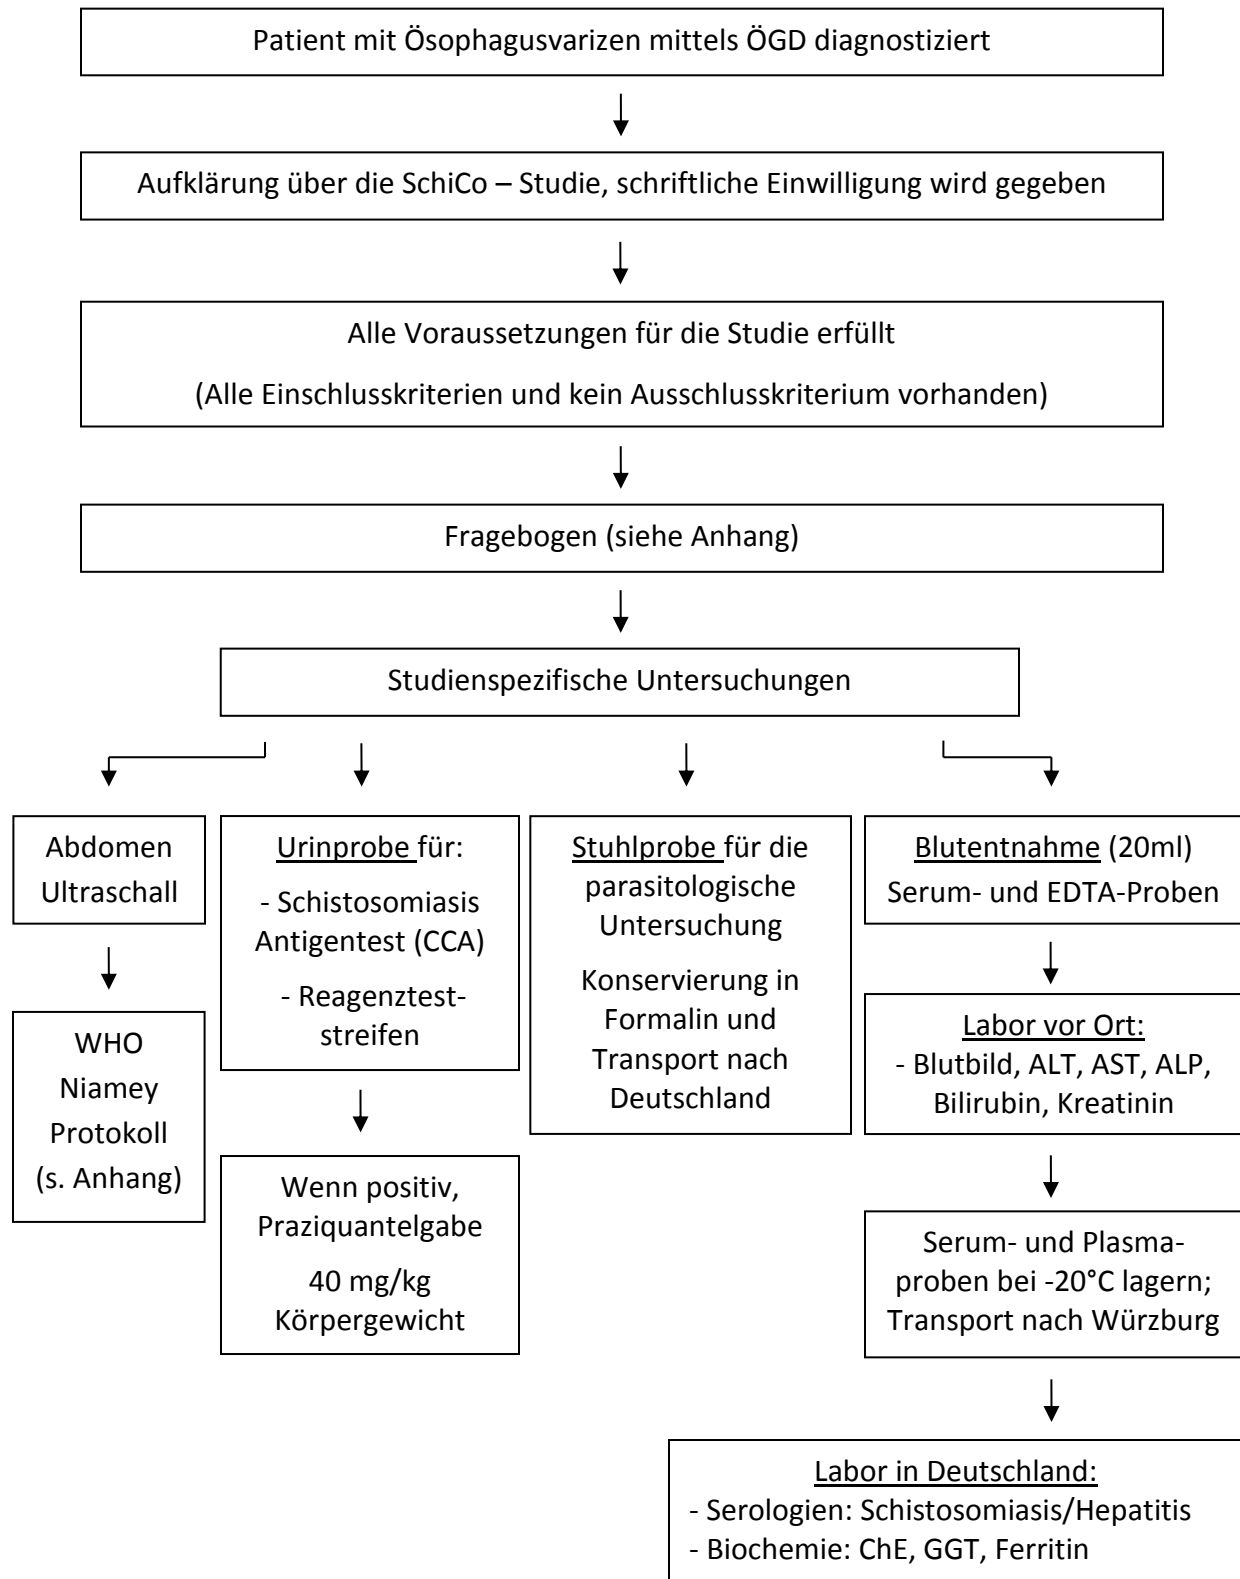 Patient mit Ösophagusvarizen mittels ÖGD diagnostiziert
Aufklärung über die SchiCo – Studie, schriftliche Einwilligung wird gegeben
Alle Voraussetzungen für die Studie erfüllt
(Alle Einschlusskriterien und kein Ausschlusskriterium vorhanden)
Fragebogen (siehe Anhang)
Studienspezifische Untersuchungen
Abdomen
Ultraschall
WHO
Niamey
Protokoll
(s. Anhang)
Urinprobe für:
- Schistosomiasis
Antigentest (CCA)
- Reagenztest-
streifen
Wenn positiv,
Praziquantelgabe
40 mg/kg
Körpergewicht
Stuhlprobe für die
parasitologische
Untersuchung
Konservierung in
Formalin und
Transport nach
Deutschland
Blutentnahme (20ml)
Serum- und EDTA-Proben
Labor vor Ort:
- Blutbild, ALT, AST, ALP,
Bilirubin, Kreatinin
Serum- und Plasma-
proben bei -20°C lagern;
Transport nach Würzburg
Labor in Deutschland:
- Serologien: Schistosomiasis/Hepatitis
- Biochemie: ChE, GGT, Ferritin